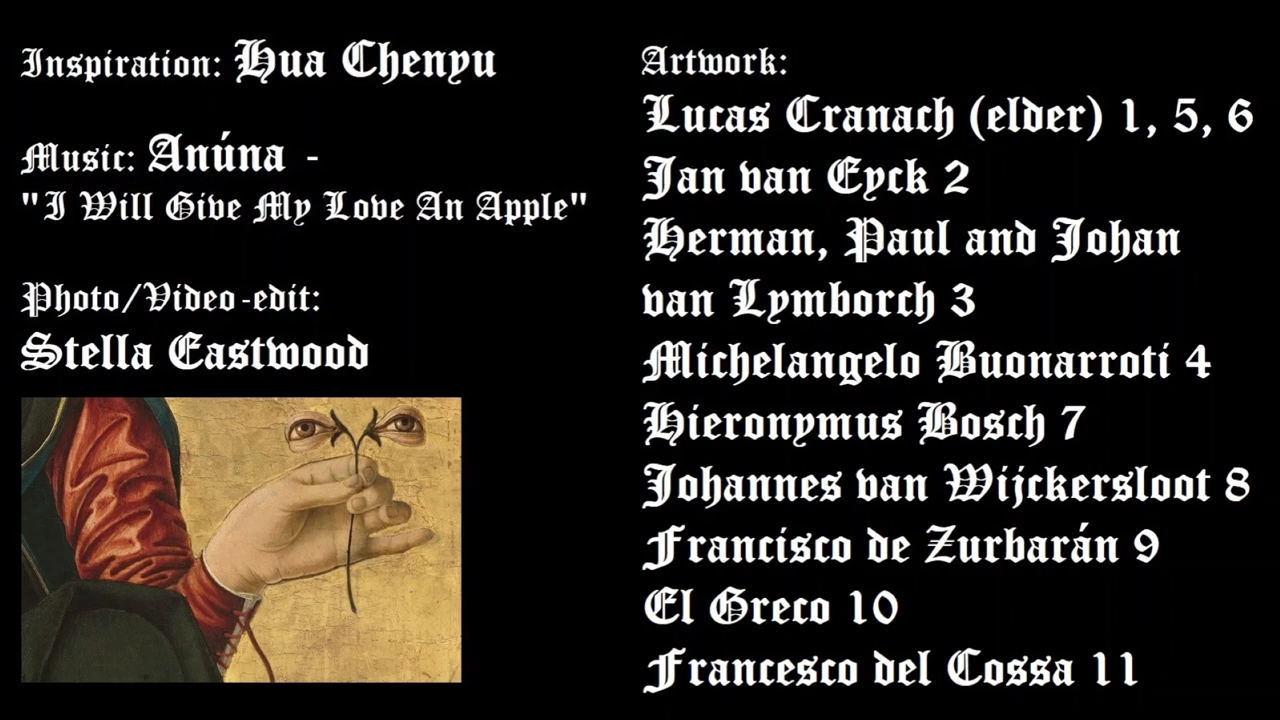 Inspiration: Hua Chenyu
Music: Anúna -
"I Will Give My Love An Apple"
Photo/Video-edit:
Stella Eastwood
Artwork:
Lucas Cranach (elder) 1, 5, 6
Jan van Eyck 2
Herman, Paul and Johan
van Lymborch 3
Michelangelo Buonarroti 4
Hieronymus Bosch 7
Johannes van Wijckersloot 8
Francisco de Zurbarán 9
El Greco 10
Francesco del Cossa 11